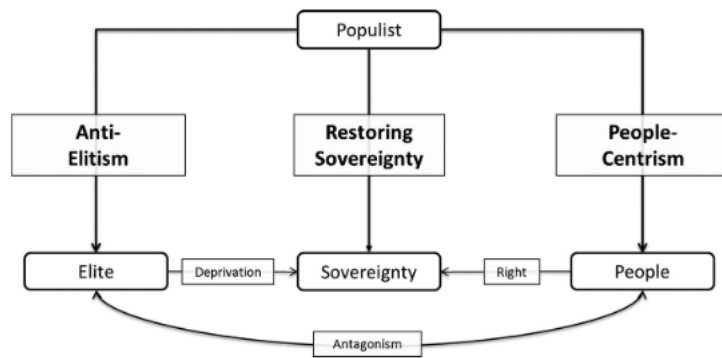 Populist
Anti-
Elitism
Restoring
Sovereignty
People-
Centrism
Elite
Deprivation
Sovereignty
Right
People
Antagonism